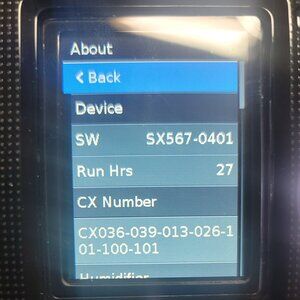 About
< Back
Device
SW SX567-0401
Run Hrs 27
CX Number
CX036-039-013-026-1
01-100-101
Humidifier